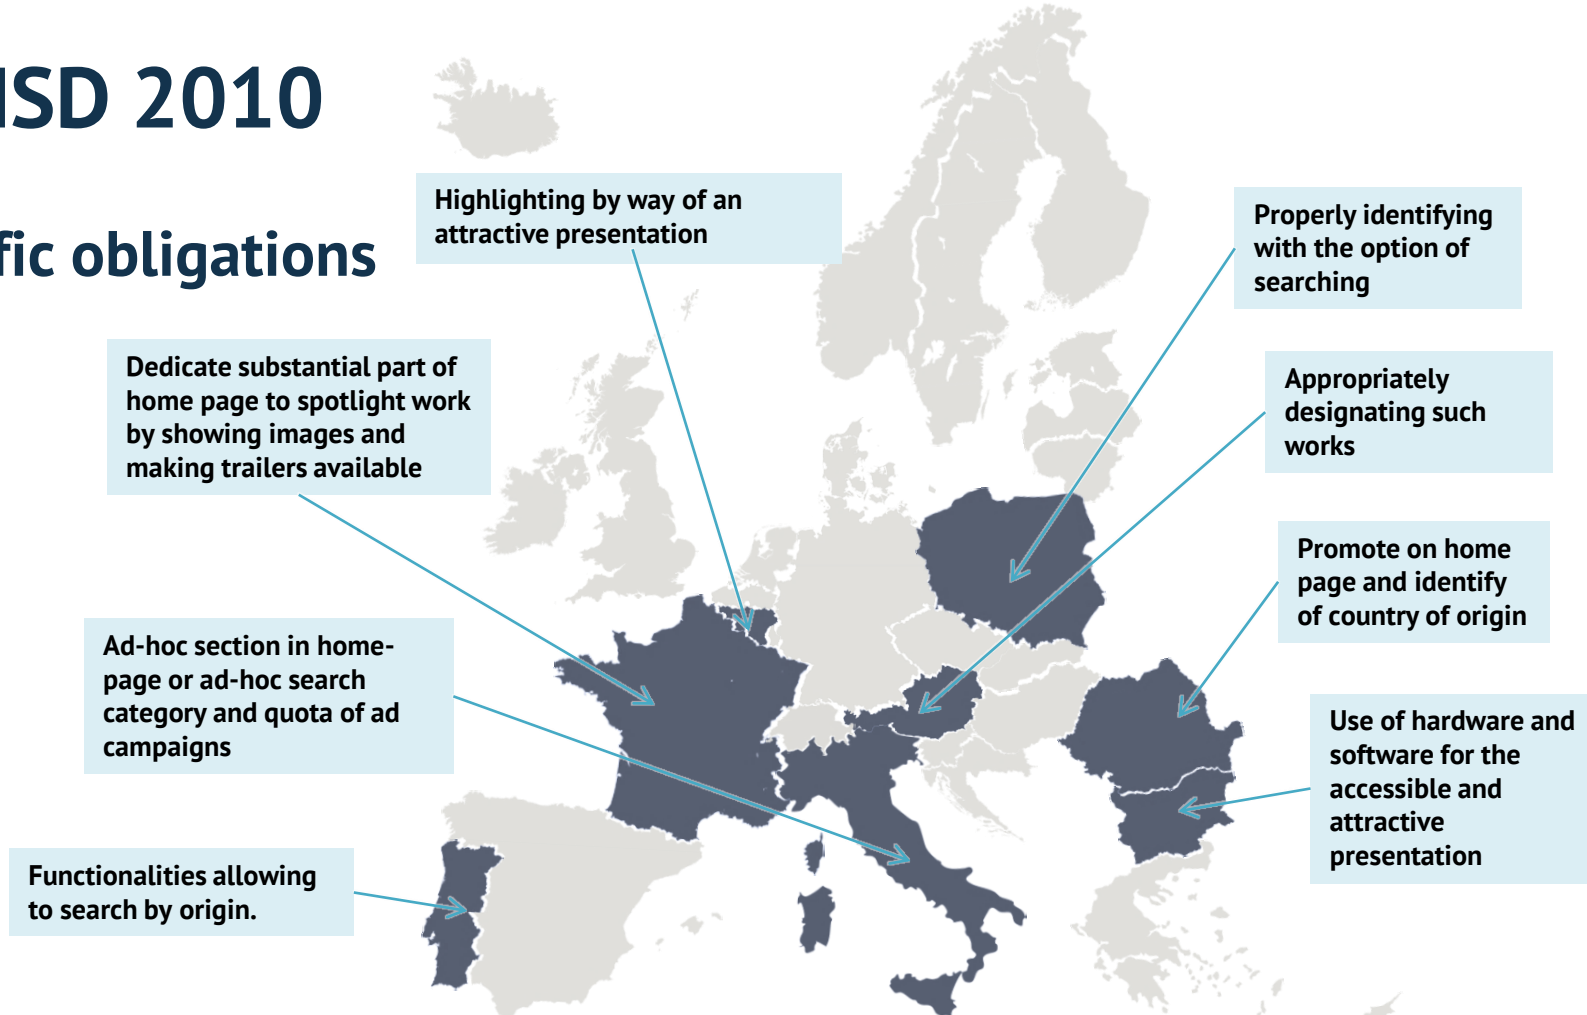 ISD 2010
fic obligations
Highlighting by way of an
attractive presentation
Properly identifying
with the option of
searching
Dedicate substantial part of
home page to spotlight work
by showing images and
making trailers available
Appropriately
designating such
works
Promote on home
page and identify
of country of origin
Ad-hoc section in home-
page or ad-hoc search
category and quota of ad
campaigns
Use of hardware and
software for the
accessible and
attractive
presentation
Functionalities allowing
to search by origin.